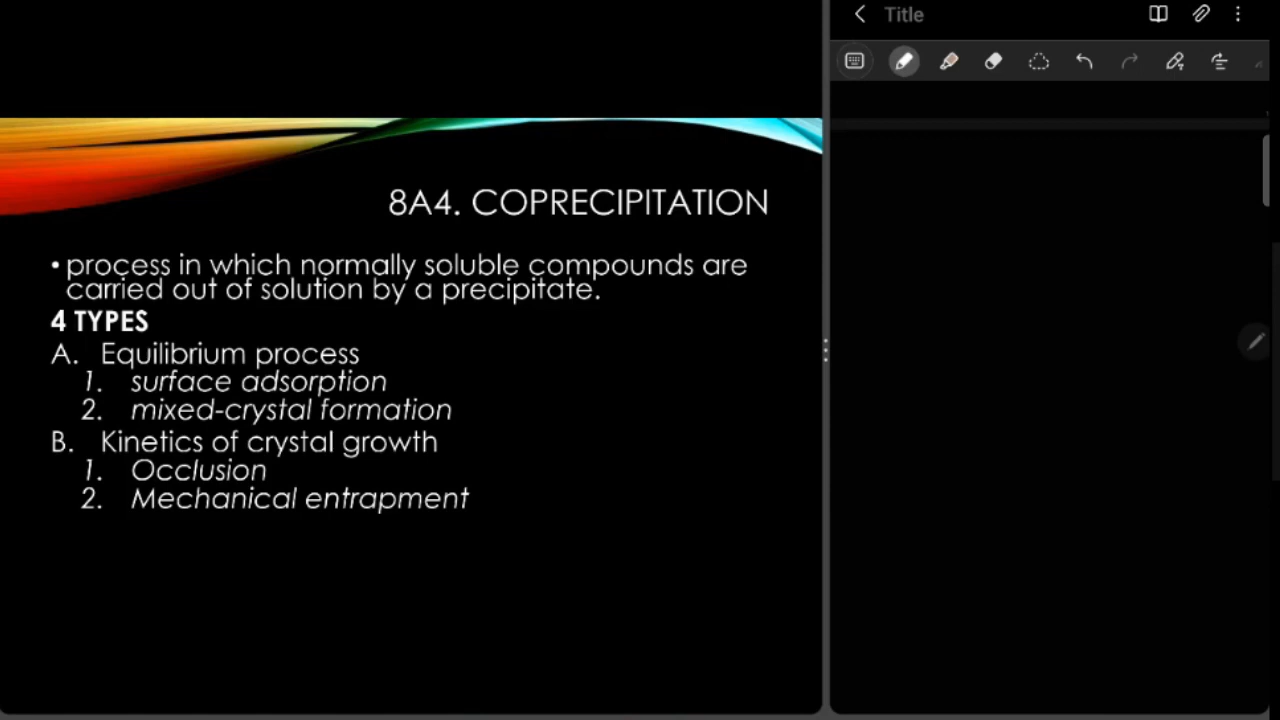 Title
8A4. COPRECIPITATION
• process in which normally soluble compounds are
carried out of solution by a precipitate.
4 TYPES
A. Equilibrium process
1. surface adsorption
2. mixed-crystal formation
B. Kinetics of crystal growth
1. Occlusion
2. Mechanical entrapment